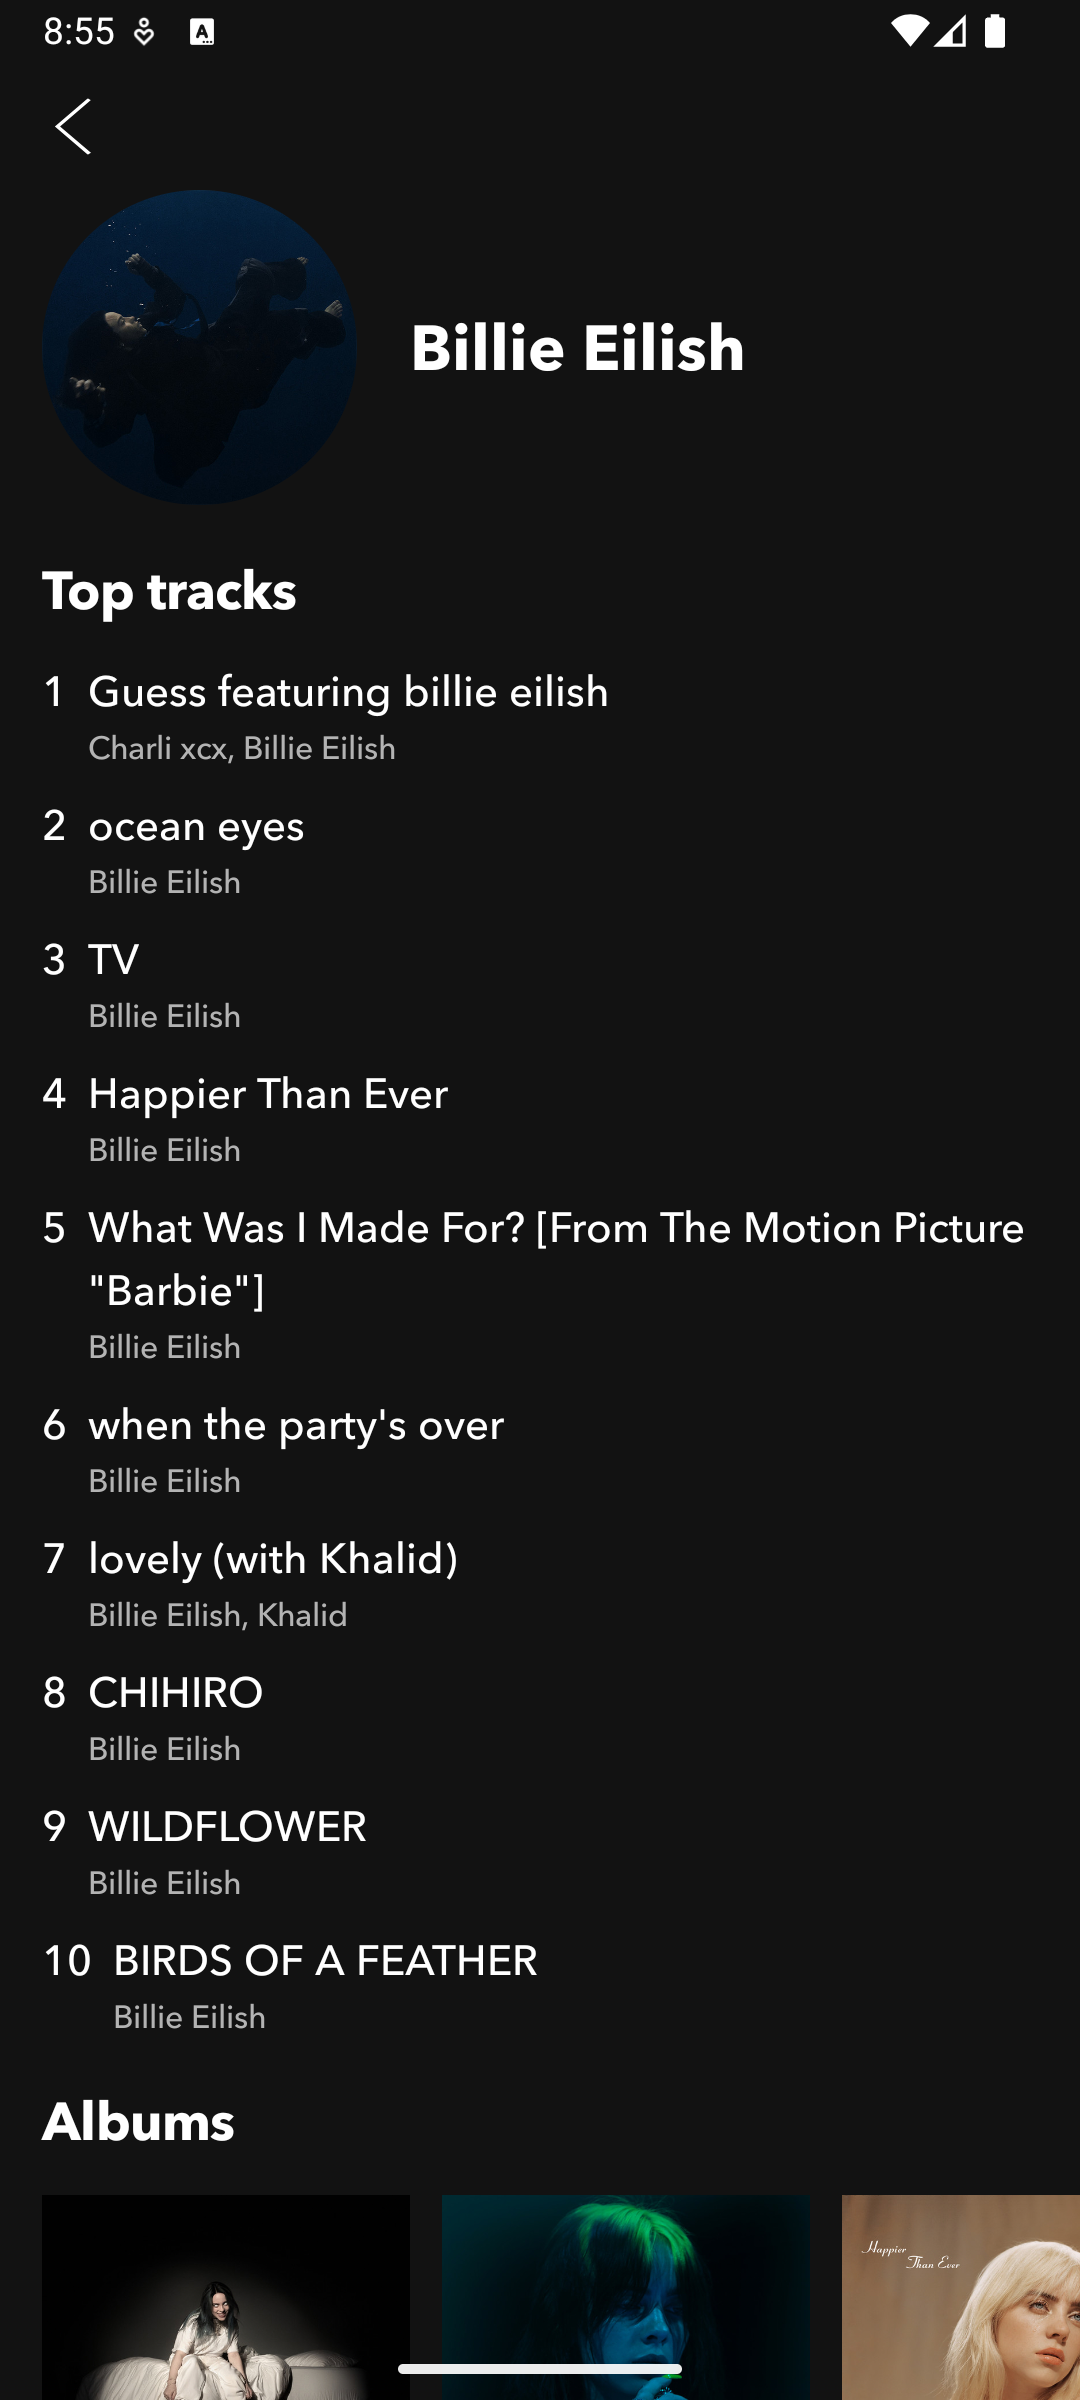 8:55
Billie Eilish
Top tracks
1 Guess featuring billie eilish
Charli xcx, Billie Eilish
2 ocean eyes
Billie Eilish
3 TV
Billie Eilish
4 Happier Than Ever
Billie Eilish
5 What Was I Made For? [From The Motion Picture
"Barbie"]
Billie Eilish
6 when the party's over
Billie Eilish
7 lovely (with Khalid)
Billie Eilish, Khalid
8 CHIHIRO
Billie Eilish
9 WILDFLOWER
Billie Eilish
10 BIRDS OF A FEATHER
Billie Eilish
Albums
Happier
Than Ever